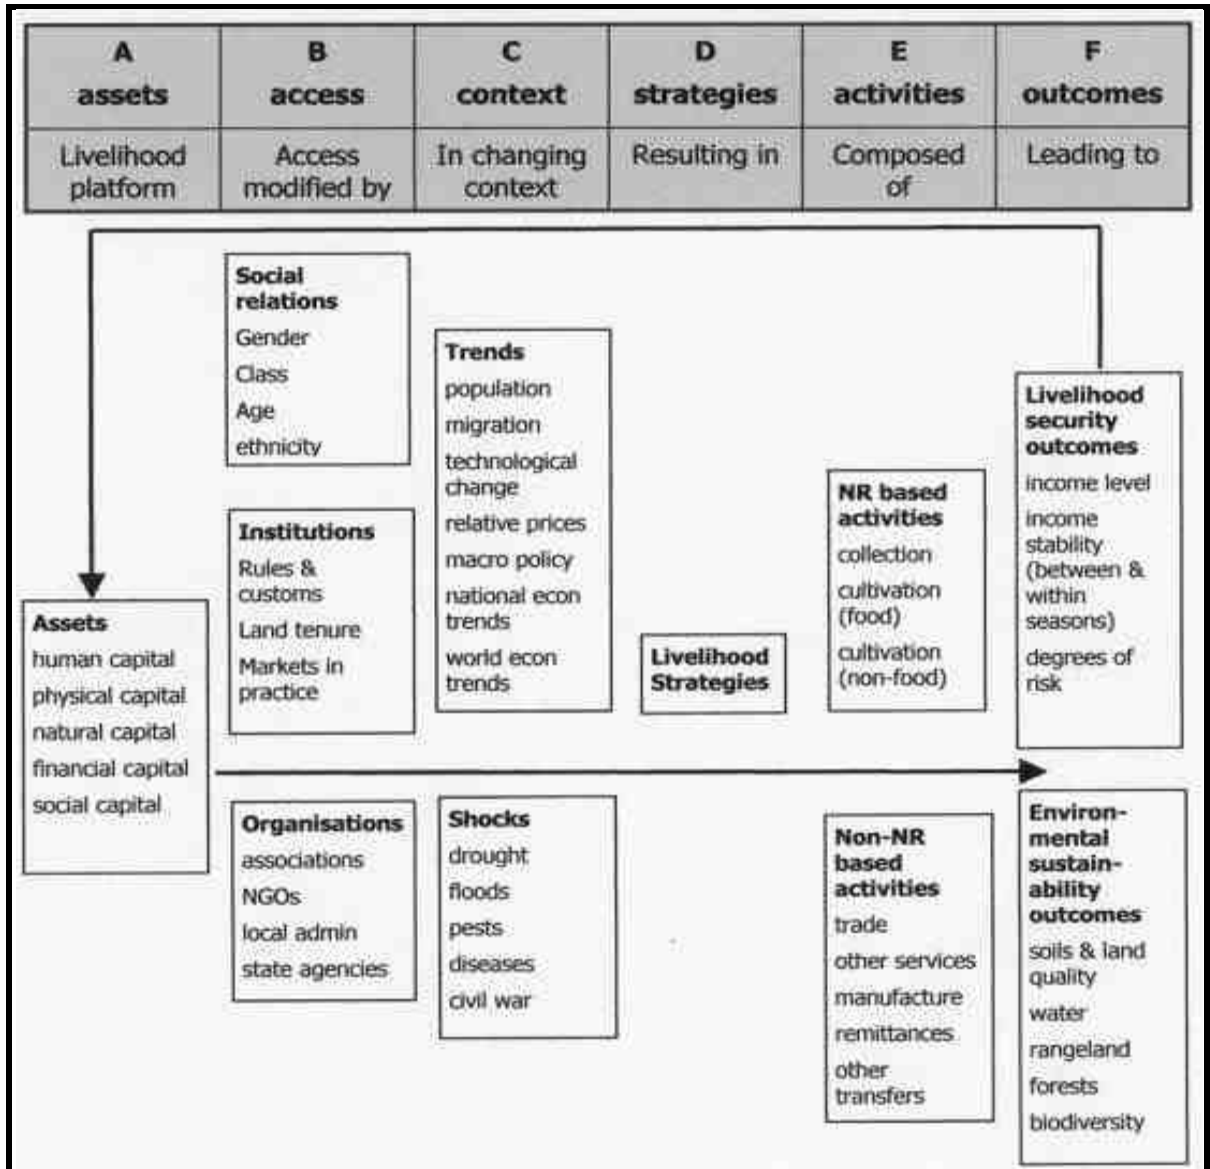 A
assets
B
access
C
context
D
strategies
E
activities
F
outcomes
Livelihood
platform
Access
modified by
In changing
context
Resulting in
Composed
of
Leading to
Assets
human capital
physical capital
natural capital
financial capital
social capital
Social
relations
Gender
Class
Age
ethnicity
Institutions
Rules &
customs
Land tenure
Markets in
practice
Organisations
associations
NGOs
local admin
state agencies
Trends
population
migration
technological
change
relative prices
macro policy
national econ
trends
world econ
trends
Shocks
drought
floods
pests
diseases
civil war
Livelihood
Strategies
NR based
activities
collection
cultivation
(food)
cultivation
(non-food)
Non-NR
based
activities
trade
other services
manufacture
remittances
other
transfers
Livelihood
security
outcomes
income level
income
stability
(between &
within
seasons)
degrees of
risk
Environ-
mental
sustain-
ability
outcomes
soils & land
quality
water
rangeland
forests
biodiversity